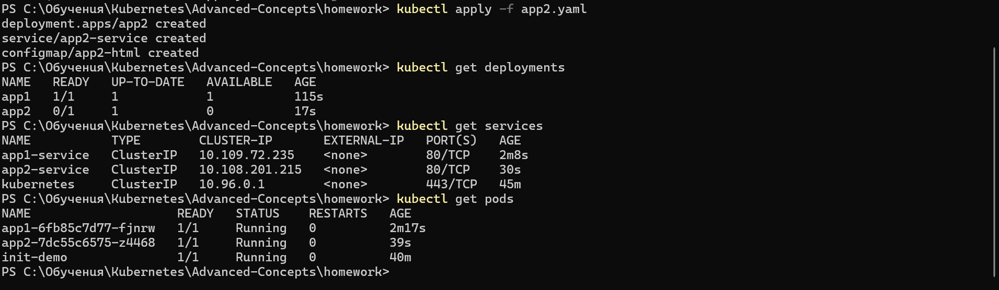 PS C:\Обучения\Kubernetes\Advanced-Concepts\homework> kubectl apply -f app2.yaml
deployment.apps/app2 created
service/app2-service created
configmap/app2-html created
PS C:\Обучения\Kubernetes\Advanced-Concepts\homework> kubectl get deployments
NAME   READY   UP-TO-DATE   AVAILABLE   AGE
app1   1/1     1            1           115s
app2   0/1     1            0           17s
PS C:\Обучения\Kubernetes\Advanced-Concepts\homework> kubectl get services
NAME           TYPE        CLUSTER-IP       EXTERNAL-IP   PORT(S)   AGE
app1-service   ClusterIP   10.109.72.235    <none>        80/TCP    2m8s
app2-service   ClusterIP   10.108.201.215   <none>        80/TCP    30s
kubernetes     ClusterIP   10.96.0.1        <none>        443/TCP   45m
PS C:\Обучения\Kubernetes\Advanced-Concepts\homework> kubectl get pods
NAME                    READY   STATUS    RESTARTS   AGE
app1-6fb85c7d77-fjnrw   1/1     Running   0          2m17s
app2-7dc55c6575-z4468   1/1     Running   0          39s
init-demo               1/1     Running   0          40m
PS C:\Обучения\Kubernetes\Advanced-Concepts\homework>